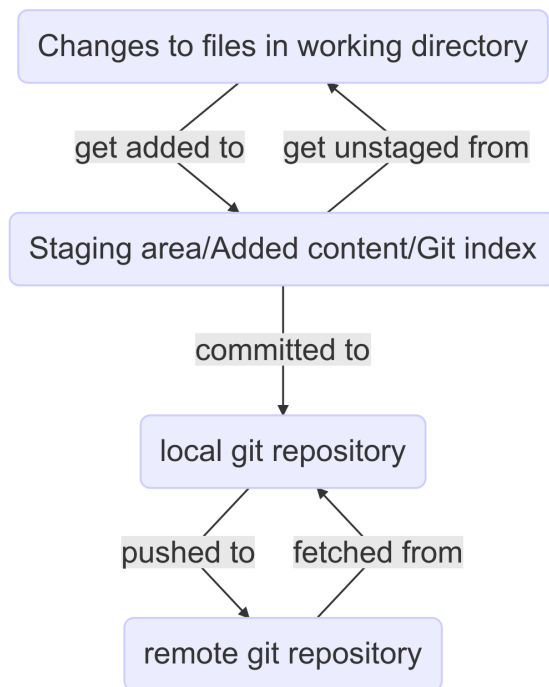 Changes to files in working directory
get added to
get unstaged from
Staging area/Added content/Git index
committed to
local git repository
pushed to
fetched from
remote git repository